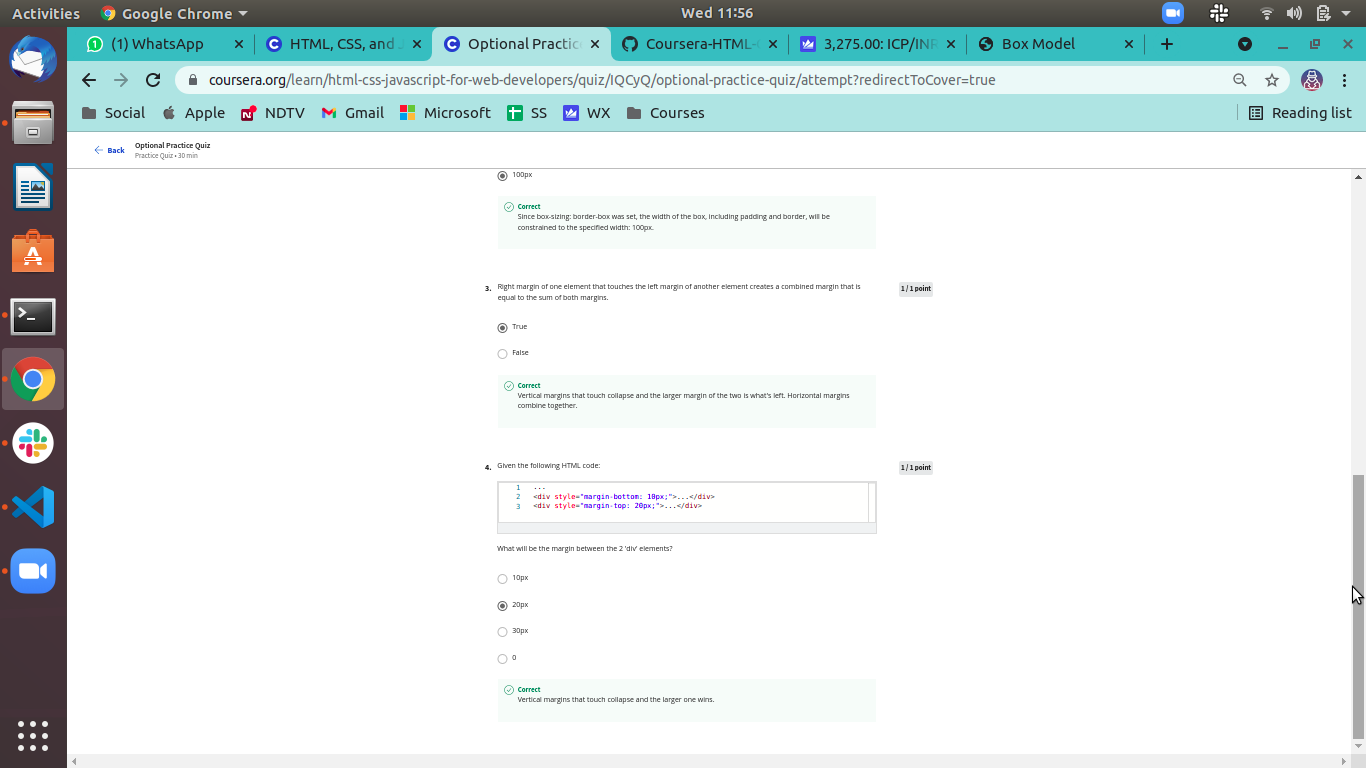 Activities
Google Chrome
Wed 11:56
(1) WhatsApp
HTML, CSS, and J
Optional Practic
Coursera-HTML-
3,275.00: ICP/INR
Box Model
coursera.org/learn/html-css-javascript-for-web-developers/quiz/IQCyQ/optional-practice-quiz/attempt?redirectToCover=true
Social
Apple
NDTV
Gmail
Microsoft
SS
WX
Courses
Reading list
Back
Optional Practice Quiz
Practice Quiz • 30 min
100px
Correct
Since box-sizing: border-box was set, the width of the box, including padding and border, will be
constrained to the specified width: 100px.
3. Right margin of one element that touches the left margin of another element creates a combined margin that is
equal to the sum of both margins.
1 / 1 point
True
False
Correct
Vertical margins that touch collapse and the larger margin of the two is what's left. Horizontal margins
combine together.
4. Given the following HTML code:
1 / 1 point
1 ...
2 <div style="margin-bottom: 10px;">...</div>
3 <div style="margin-top: 20px;">...</div>
What will be the margin between the 2 'div' elements?
10px
20px
30px
0
Correct
Vertical margins that touch collapse and the larger one wins.